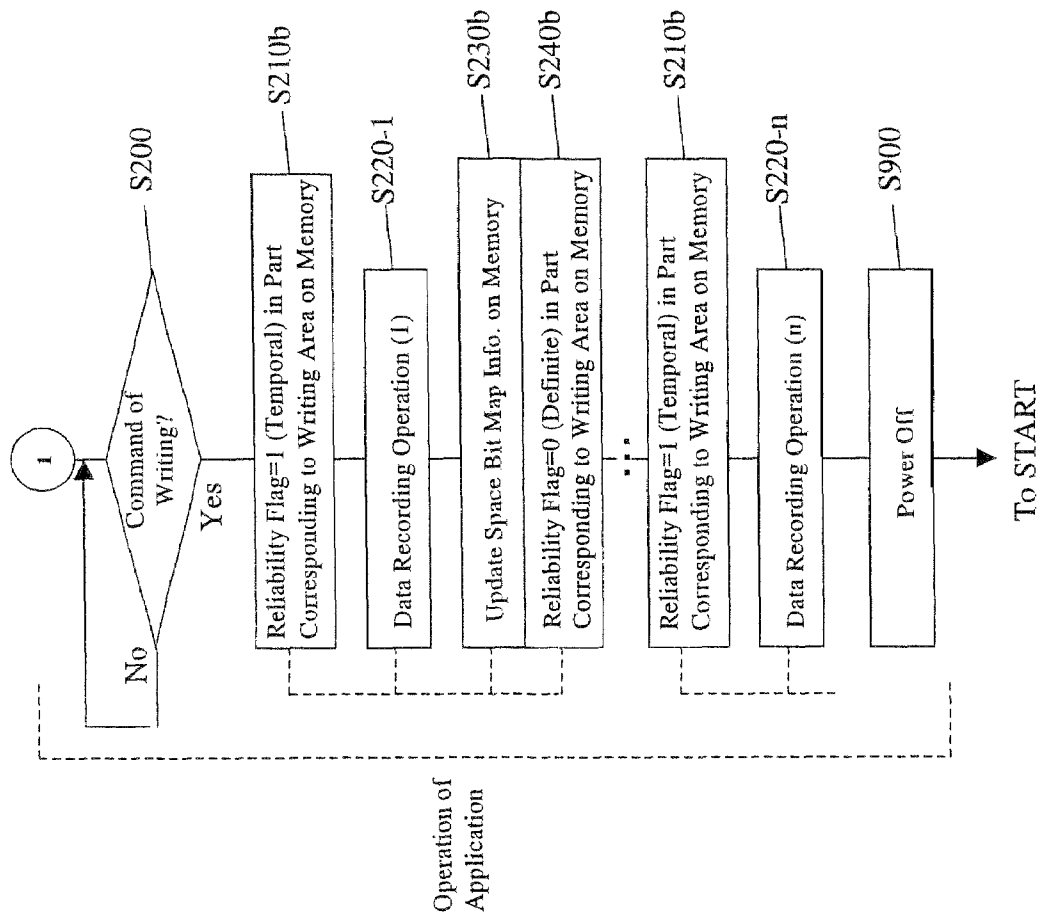 1
Command of
Writing?
S200
No
Yes
Reliability Flag=1 (Temporal) in Part
Corresponding to Writing Area on Memory
S210b
Data Recording Operation (1)
S220-1
Update Space Bit Map Info. on Memory
S230b
Reliability Flag=0 (Definite) in Part
Corresponding to Writing Area on Memory
S240b
Reliability Flag=1 (Temporal) in Part
Corresponding to Writing Area on Memory
S210b
Data Recording Operation (n)
S220-n
Power Off
S900
To START
Operation of
Application